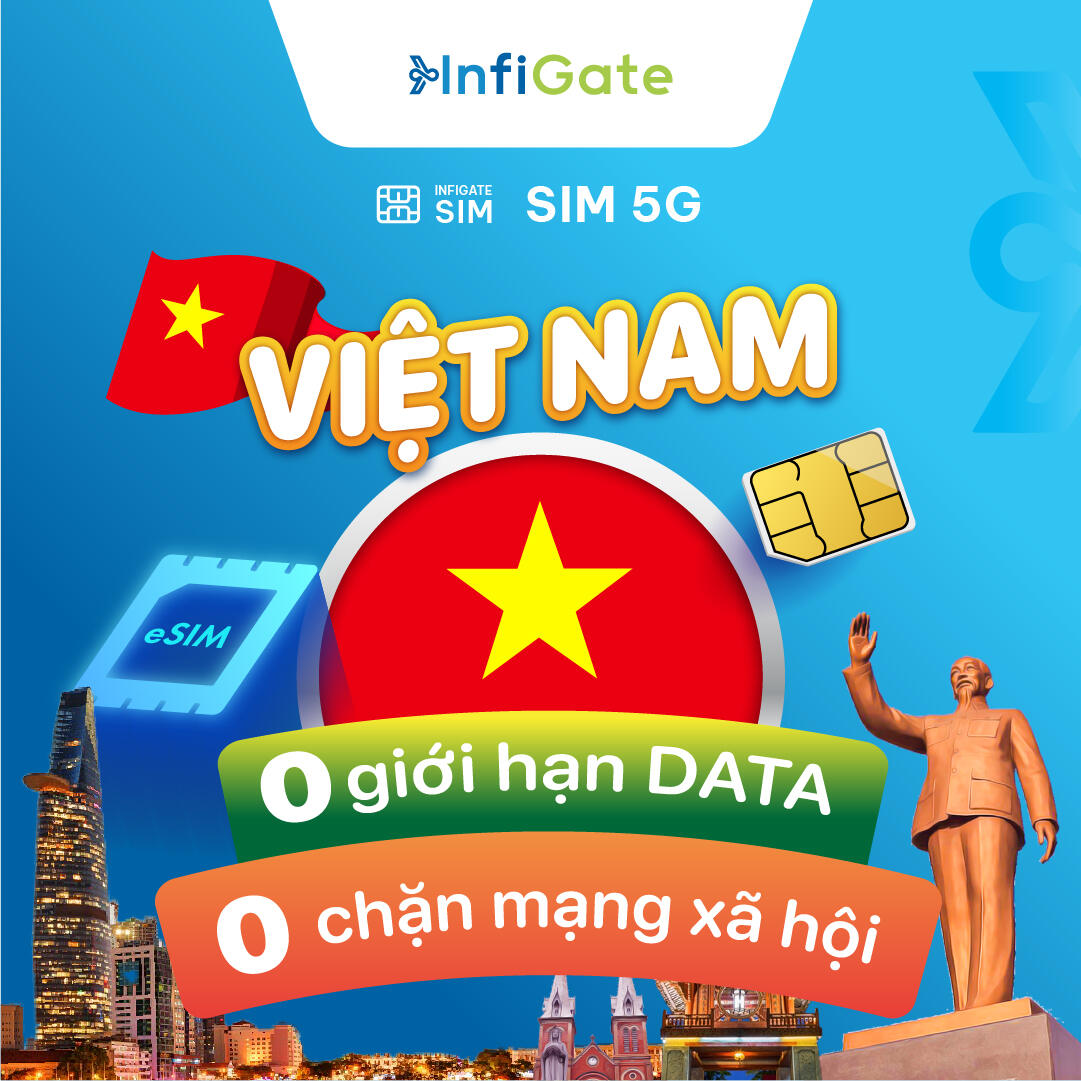 InfiGate
INFIGATE
SIM
SIM 5G
VIỆT NAM
eSIM
0 giới hạn DATA
0 chặn mạng xã hội